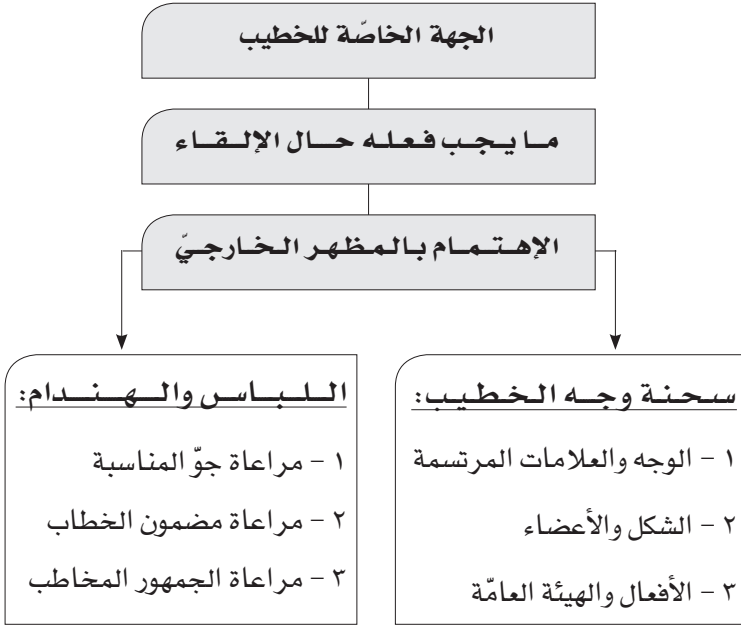 الجهة الخاصّة للخطيب
ما يجب فعله حال الإلقاء
الإهتمام بالمظهر الخارجيّ
سحنة وجه الخطيب:
١ - الوجه والعلامات المرتسمة
٢ - الشكل والأعضاء
٣ - الأفعال والهيئة العامّة
اللباس والهندام:
١ - مراعاة جوّ المناسبة
٢ - مراعاة مضمون الخطاب
٣ - مراعاة الجمهور المخاطب